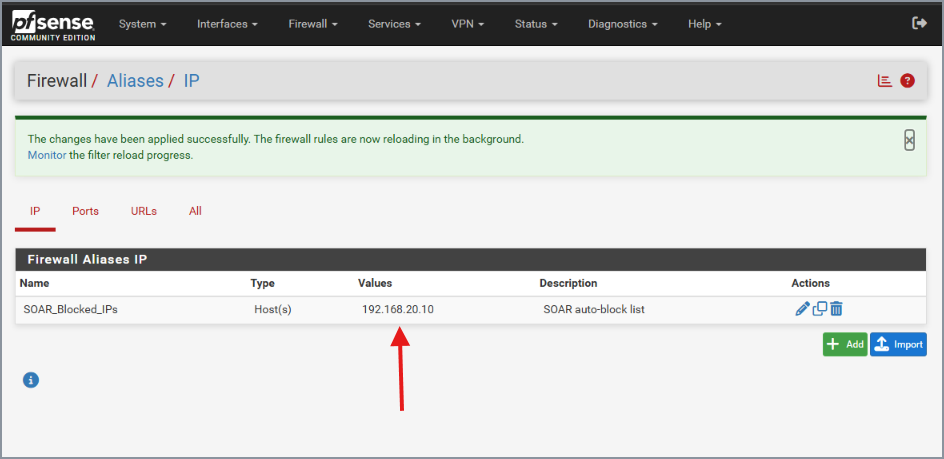 pfsense
COMMUNITY EDITION
System Interfaces Firewall Services VPN Status Diagnostics Help
Firewall / Aliases / IP
The changes have been applied successfully. The firewall rules are now reloading in the background.
Monitor the filter reload progress.
IP Ports URLs All
Firewall Aliases IP
Name Type Values Description Actions
SOAR_Blocked_IPs Host(s) 192.168.20.10 SOAR auto-block list
Add Import